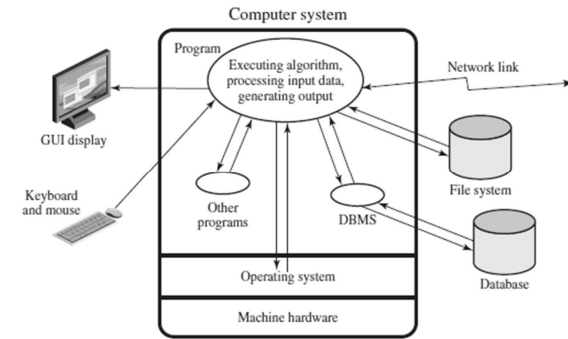 Computer system
Program
Executing algorithm,
processing input data,
generating output
Network link
GUI display
File system
Keyboard
and mouse
Other
programs
DBMS
Database
Operating system
Machine hardware